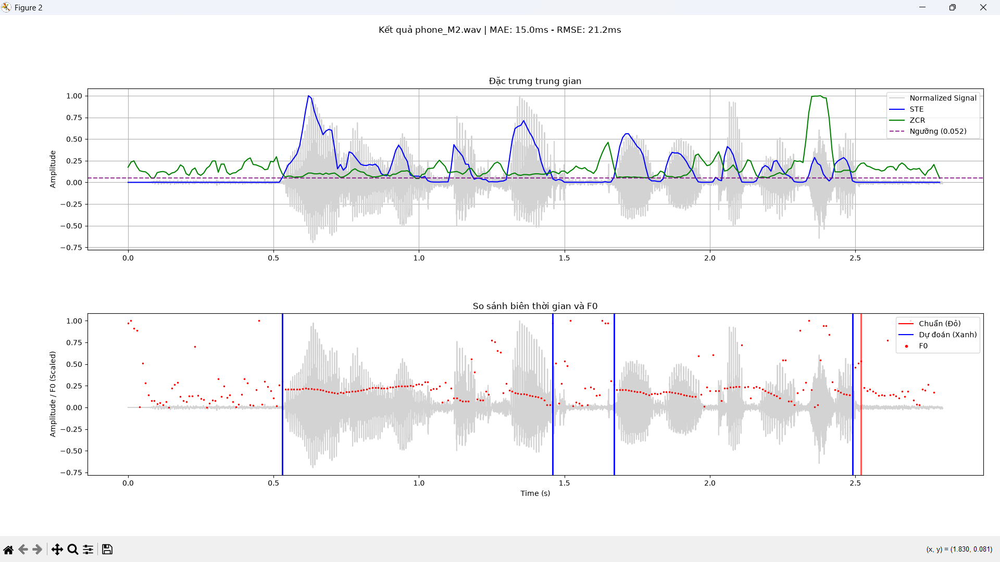 Figure 2
Kết quả phone_M2.wav | MAE: 15.0ms - RMSE: 21.2ms
Đặc trưng trung gian
1.00
0.75
0.50
0.25
0.00
−0.25
−0.50
−0.75
Amplitude
Normalized Signal
STE
ZCR
Ngưỡng (0.052)
0.0 0.5 1.0 1.5 2.0 2.5
So sánh biên thời gian và F0
1.00
0.75
0.50
0.25
0.00
−0.25
−0.50
−0.75
Amplitude / F0 (Scaled)
Chuẩn (Đỏ)
Dự đoán (Xanh)
F0
0.0 0.5 1.0 1.5 2.0 2.5
Time (s)
(x, y) = (1.830, 0.081)